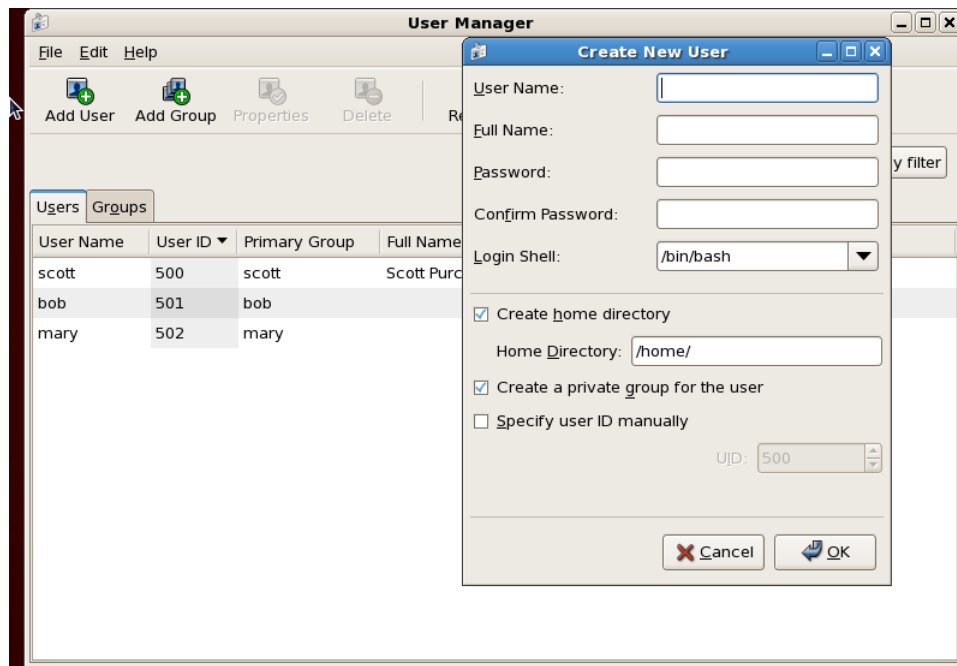 User Manager
File Edit Help
Add User Add Group Properties Delete
y filter
Users Groups
User Name User ID Primary Group Full Name
scott 500 scott Scott Purc
bob 501 bob
mary 502 mary
Create New User
User Name:
Full Name:
Password:
Confirm Password:
Login Shell: /bin/bash
Create home directory
Home Directory: /home/
Create a private group for the user
Specify user ID manually
UID: 500
Cancel OK